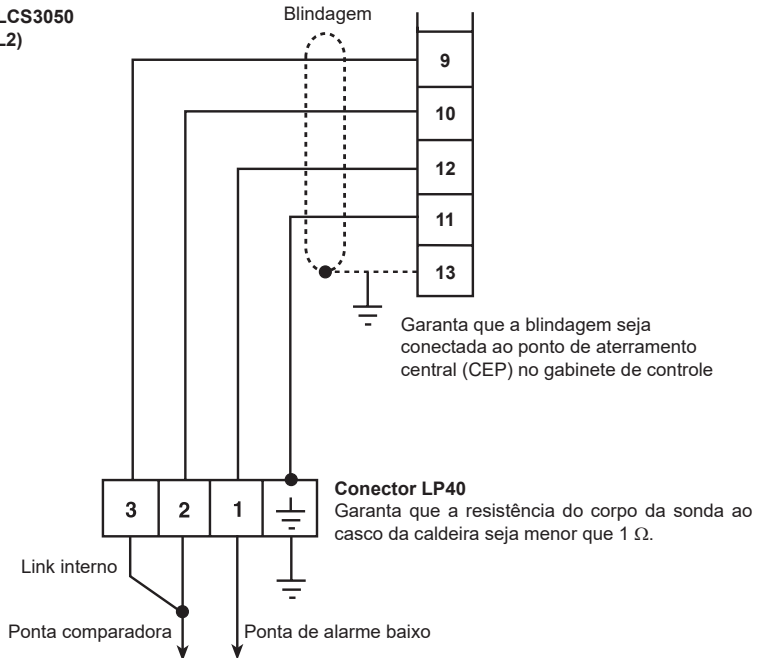 LCS3050
L2)
Blindagem
9
10
12
11
13
Garanta que a blindagem seja
conectada ao ponto de aterramento
central (CEP) no gabinete de controle
3
2
1
Conector LP40
Garanta que a resistência do corpo da sonda ao
casco da caldeira seja menor que 1 Ω.
Link interno
Ponta comparadora
Ponta de alarme baixo